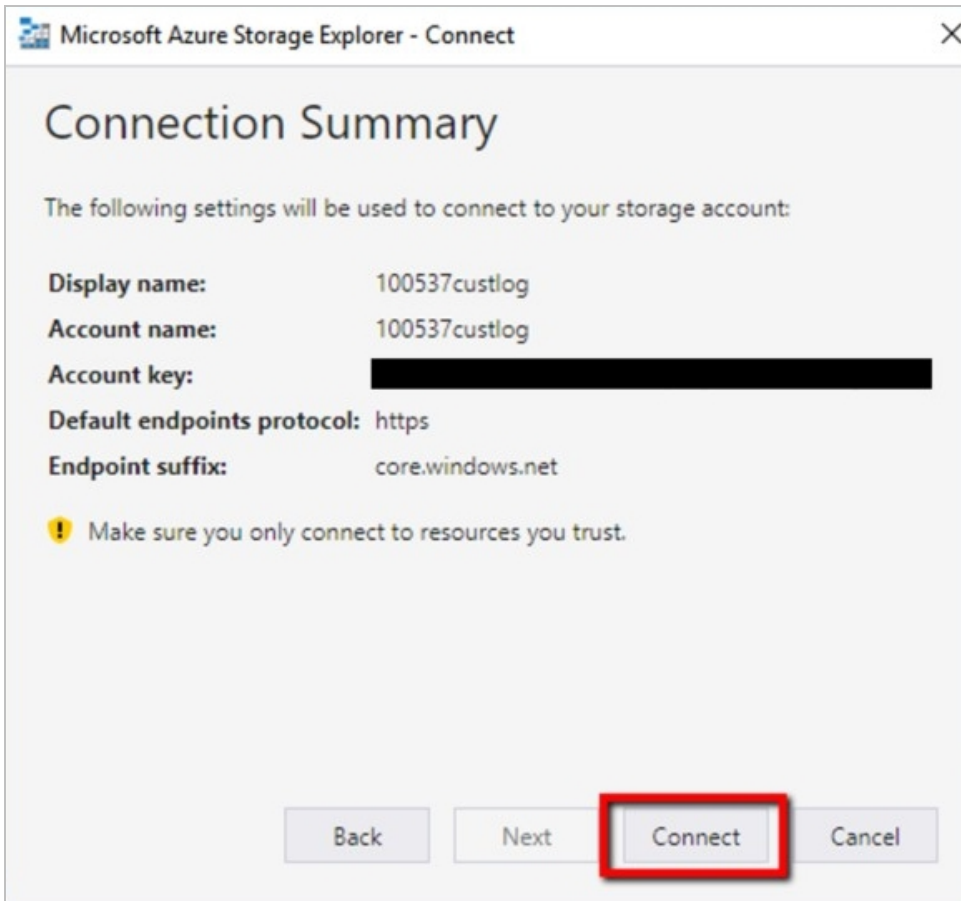 Microsoft Azure Storage Explorer - Connect
Connection Summary
The following settings will be used to connect to your storage account:
Display name: 100537custlog
Account name: 100537custlog
Account key:
Default endpoints protocol: https
Endpoint suffix: core.windows.net
Make sure you only connect to resources you trust.
Back Next Connect Cancel